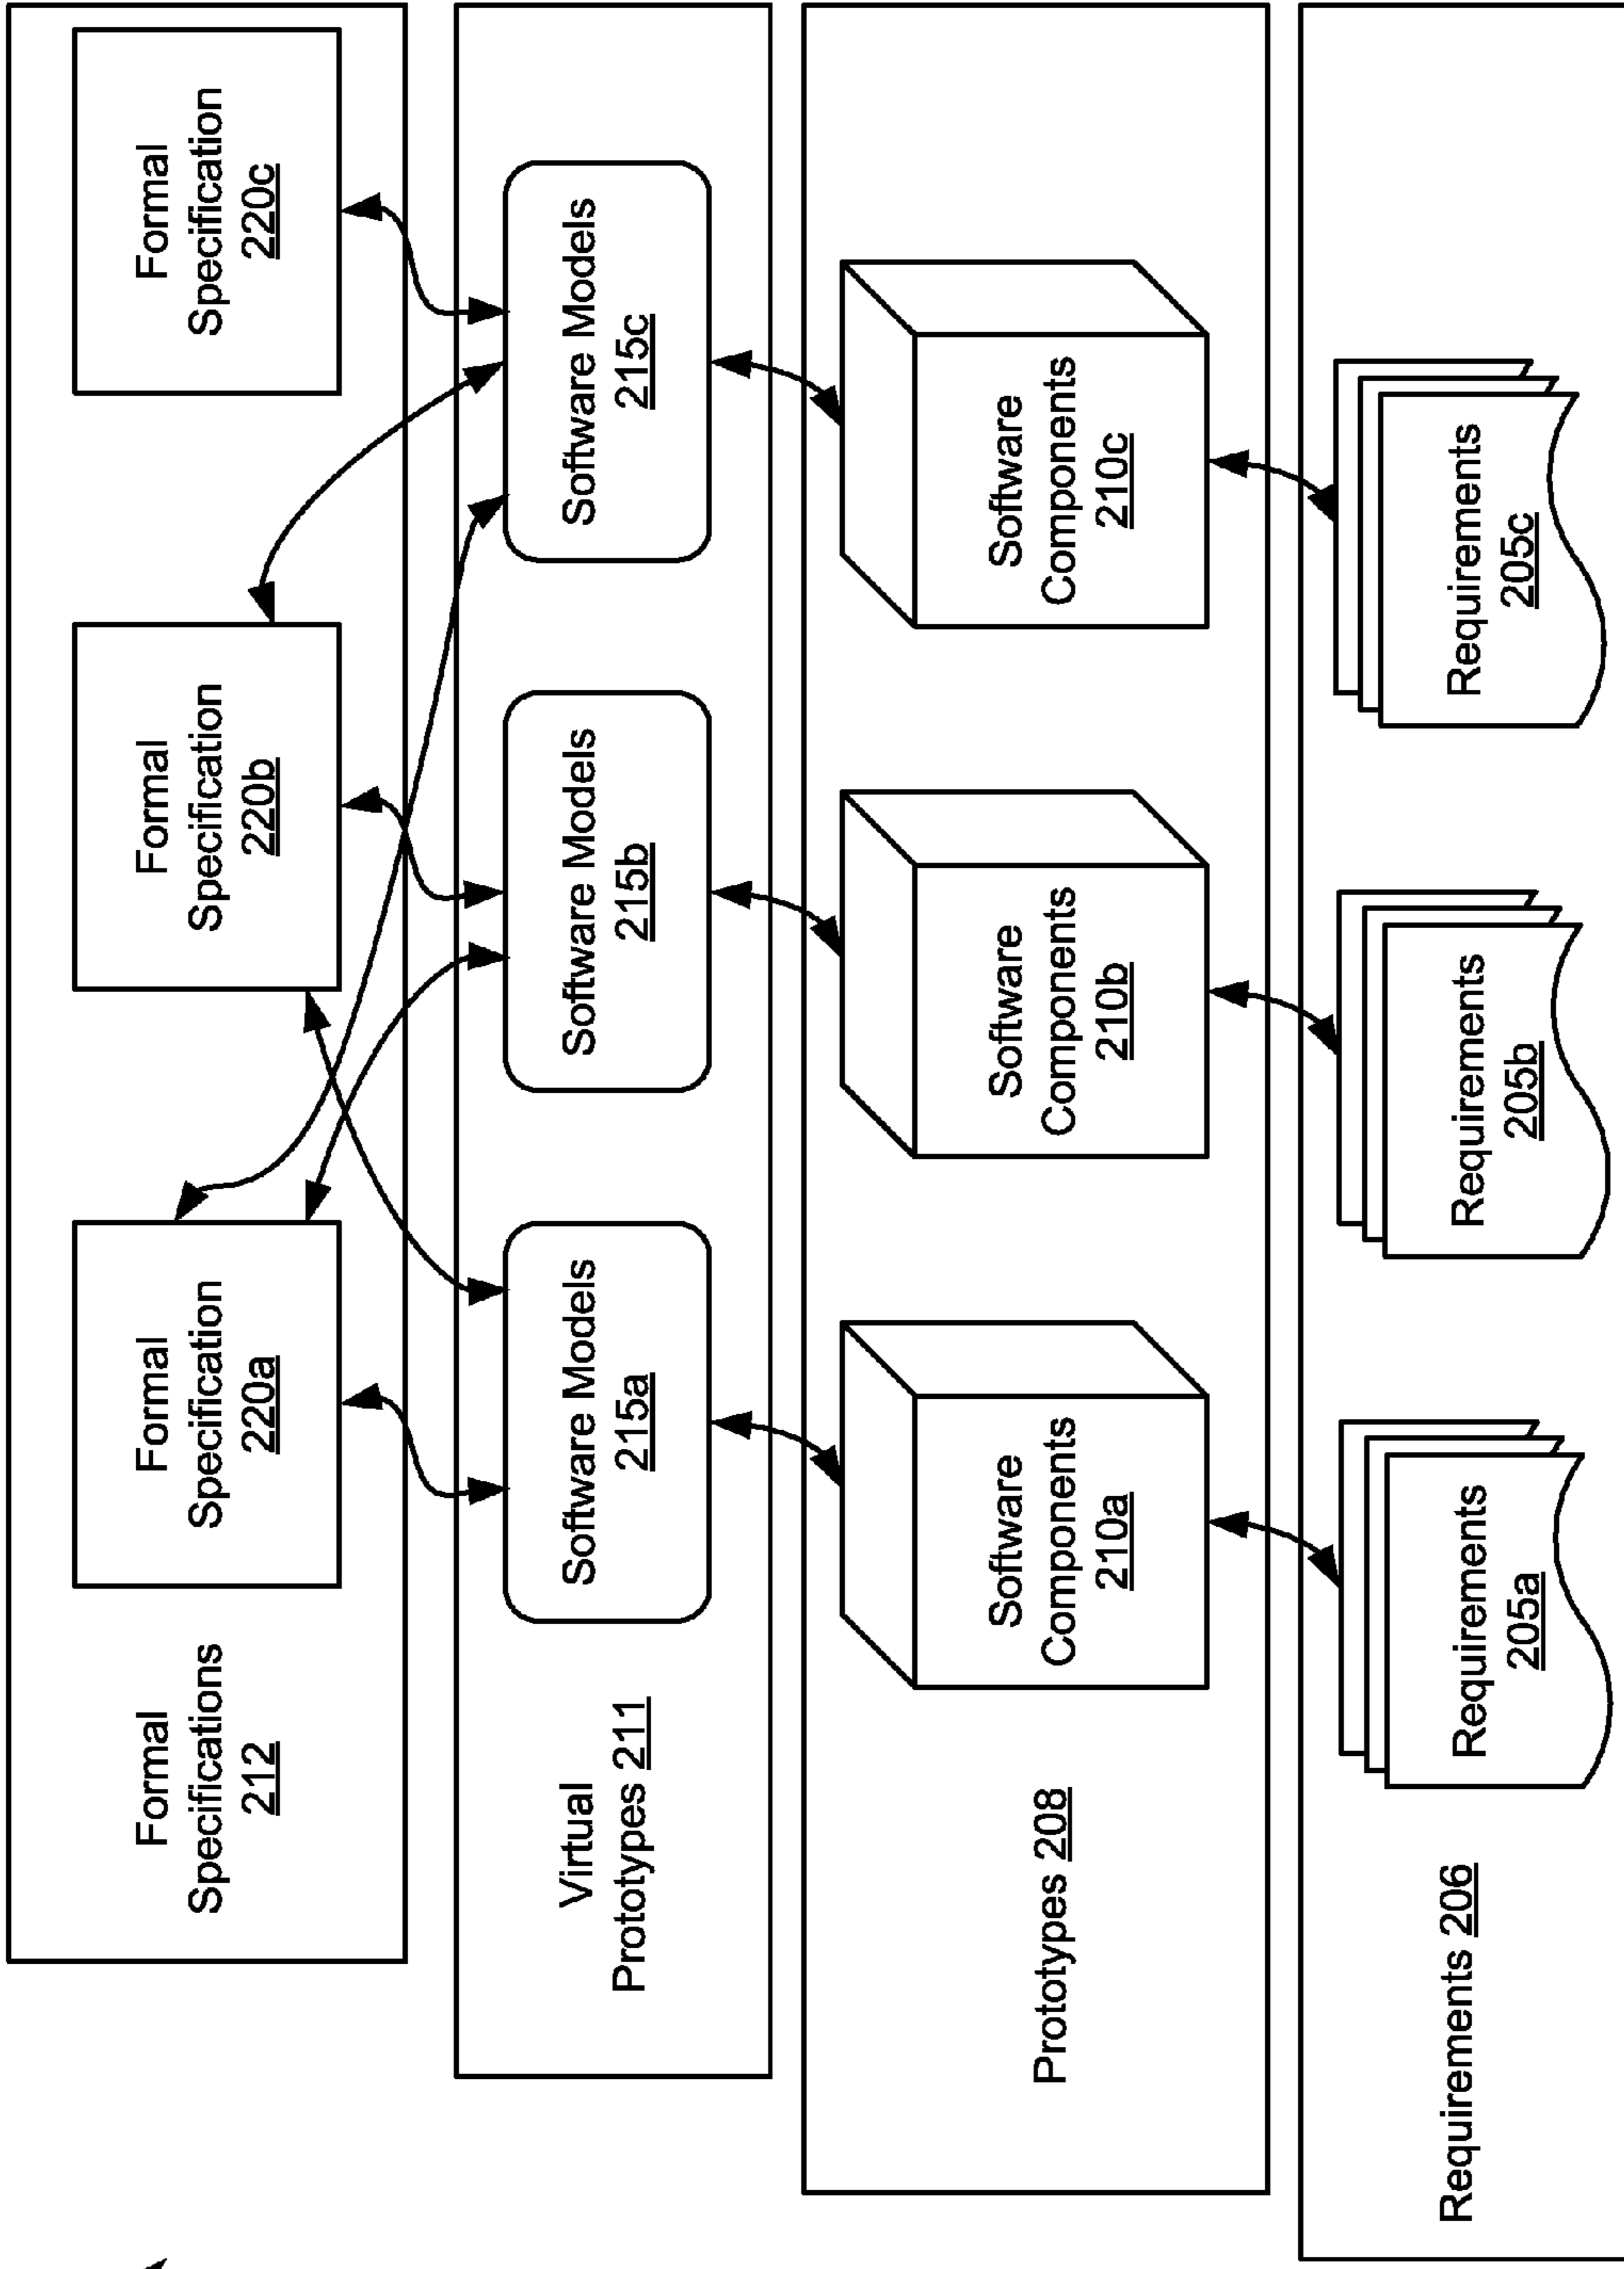 Formal
Specifications
212
Formal
Specification
220a
Formal
Specification
220b
Formal
Specification
220c
Virtual
Prototypes 211
Software Models
215a
Software Models
215b
Software Models
215c
Prototypes 208
Software
Components
210a
Software
Components
210b
Software
Components
210c
Requirements 206
Requirements
205a
Requirements
205b
Requirements
205c